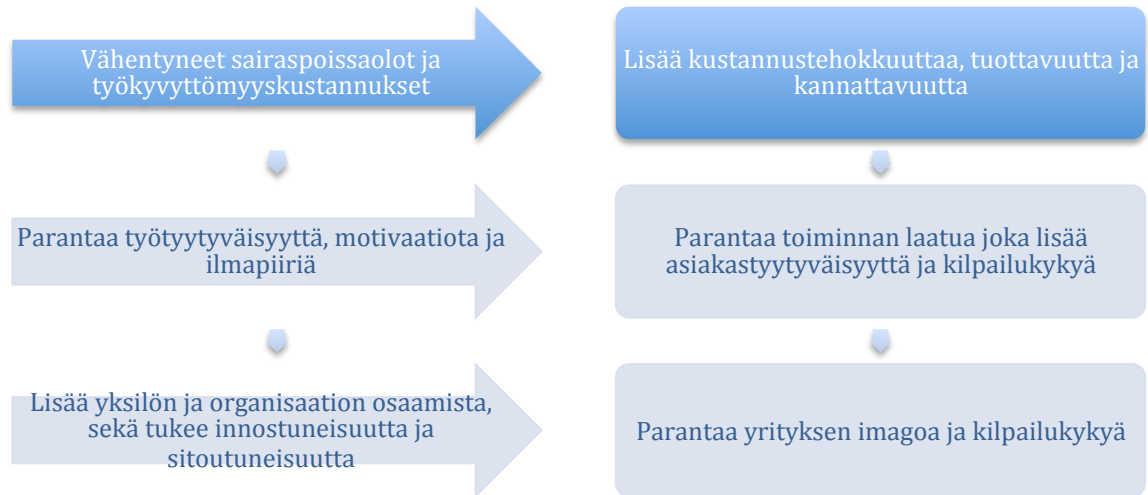 Vähentyneet sairaspoissaolot ja
työkyvyttömyyskustannukset
Lisää kustannustehokkuuttaa, tuottavuutta ja
kannattavuutta
Parantaa työtyytyväisyyttä, motivaatiota ja
ilmapiiriä
Parantaa toiminnan laatua joka lisää
asiakastyytyväisyyttä ja kilpailukykyä
Lisää yksilön ja organisaation osaamista,
sekä tukee innostuneisuutta ja
sitoutuneisuutta
Parantaa yrityksen imagoa ja kilpailukykyä